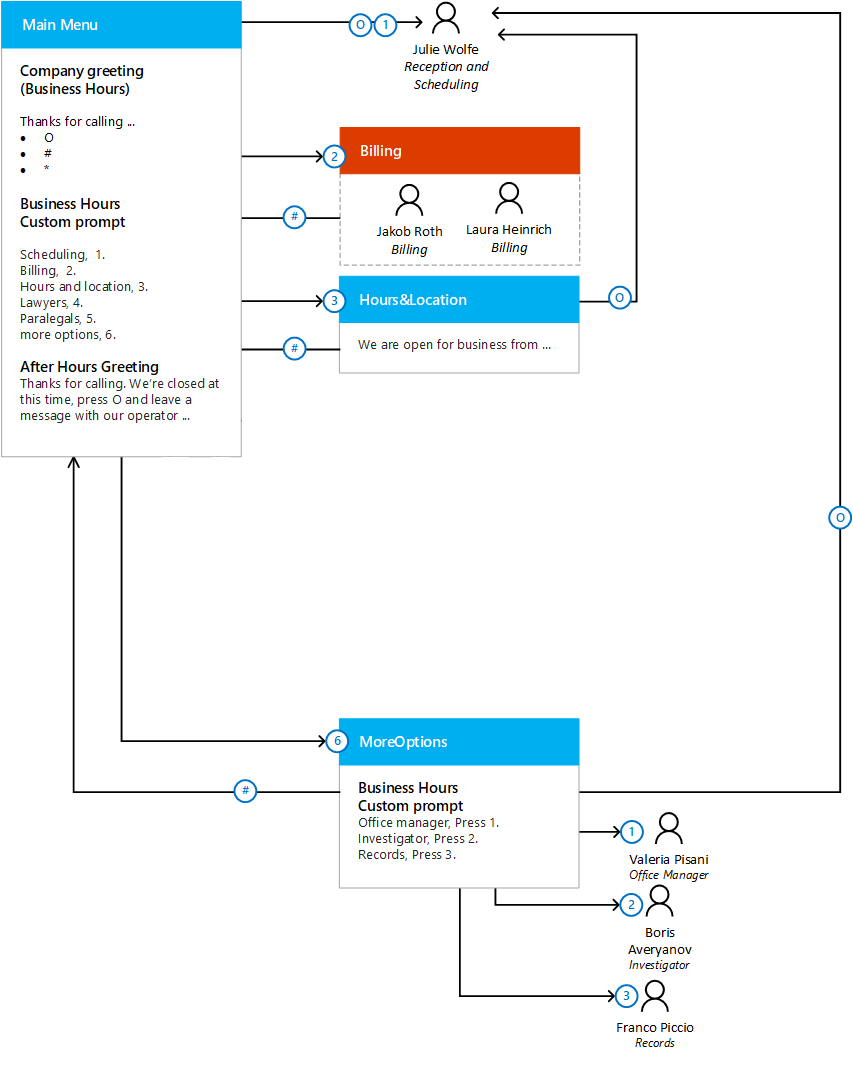 Main Menu
Company greeting
(Business Hours)
Thanks for calling ...
• O
• #
• *
Business Hours
Custom prompt
Scheduling, 1.
Billing, 2.
Hours and location, 3.
Lawyers, 4.
Paralegals, 5.
more options, 6.
After Hours Greeting
Thanks for calling. We're closed at
this time, press O and leave a
message with our operator ...
O 1
Julie Wolfe
Reception and
Scheduling
2
Billing
#
Jakob Roth
Billing
Laura Heinrich
Billing
3
Hours&Location
O
#
We are open for business from ...
O
6
MoreOptions
#
Business Hours
Custom prompt
Office manager, Press 1.
Investigator, Press 2.
Records, Press 3.
1
Valeria Pisani
Office Manager
2
Boris
Averyanov
Investigator
3
Franco Piccio
Records